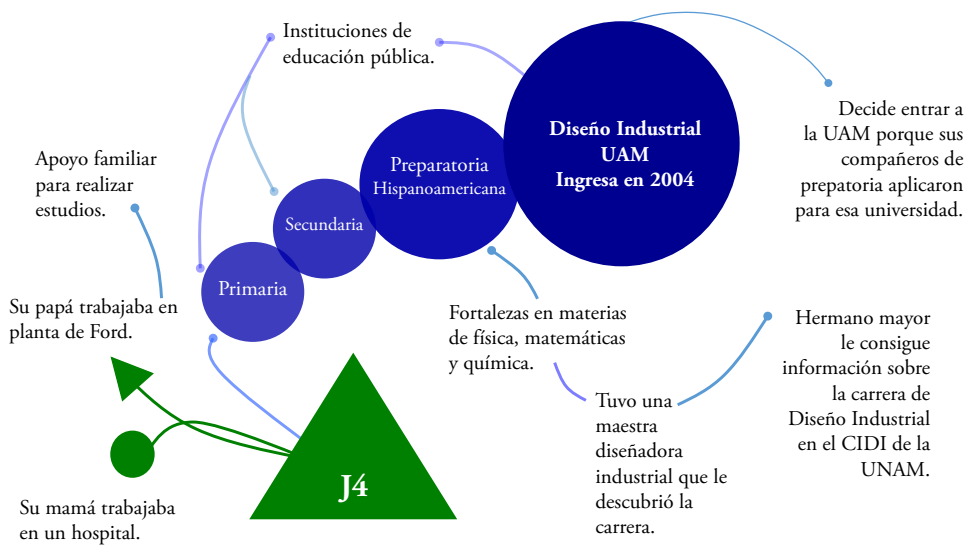 Instituciones de
educación pública.
Diseño Industrial
UAM
Ingresa en 2004
Decide entrar a
la UAM porque sus
compañeros de
prepatoria aplicaron
para esa universidad.
Apoyo familiar
para realizar
estudios.
Preparatoria
Hispanoamericana
Secundaria
Primaria
Su papá trabajaba en
planta de Ford.
Fortalezas en materias
de física, matemáticas
y química.
Hermano mayor
le consigue
información sobre
la carrera de
Diseño Industrial
en el CIDI de la
UNAM.
Tuvo una
maestra
diseñadora
industrial que le
descubrió la
carrera.
J4
Su mamá trabajaba
en un hospital.